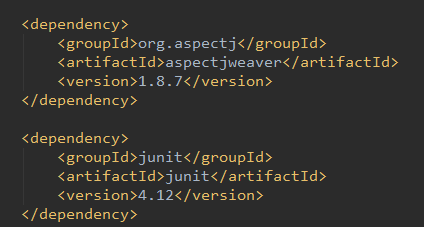 <dependency>
<groupId>org.aspectj</groupId>
<artifactId>aspectjweaver</artifactId>
<version>1.8.7</version>
</dependency>
<dependency>
<groupId>junit</groupId>
<artifactId>junit</artifactId>
<version>4.12</version>
</dependency>